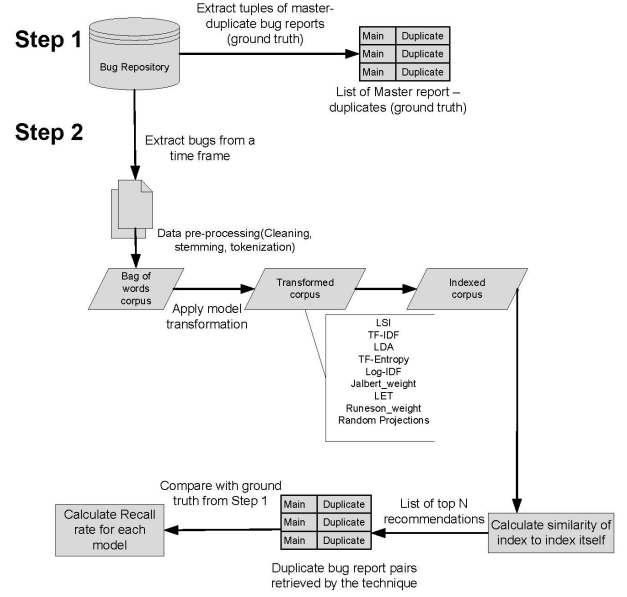 Step 1
Bug Repository
Extract tuples of master-
duplicate bug reports
(ground truth)
Main Duplicate
Main Duplicate
Main Duplicate
List of Master report –
duplicates (ground truth)
Step 2
Extract bugs from a
time frame
Data pre-processing(Cleaning,
stemming, tokenization)
Bag of
words
corpus
Apply model
transformation
Transformed
corpus
Indexed
corpus
LSI
TF-IDF
LDA
TF-Entropy
Log-IDF
Jalbert_weight
LET
Runeson_weight
Random Projections
Calculate similarity of
index to index itself
List of top N
recommendations
Main Duplicate
Main Duplicate
Main Duplicate
Duplicate bug report pairs
retrieved by the technique
Compare with ground
truth from Step 1
Calculate Recall
rate for each
model